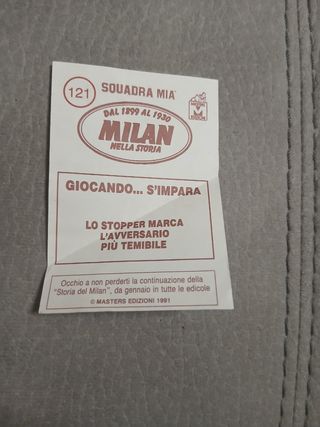 121
SQUADRA MIA
DAL 1899 AL 1930
MILAN
NELLA STORIA
GIOCANDO... S'IMPARA
LO STOPPER MARCA
L'AVVERSARIO
PIÙ TEMIBILE
Occhio a non perderti la continuazione della
"Storia del Milan", da gennaio in tutte le edicole
© MASTERS EDIZIONI 1991